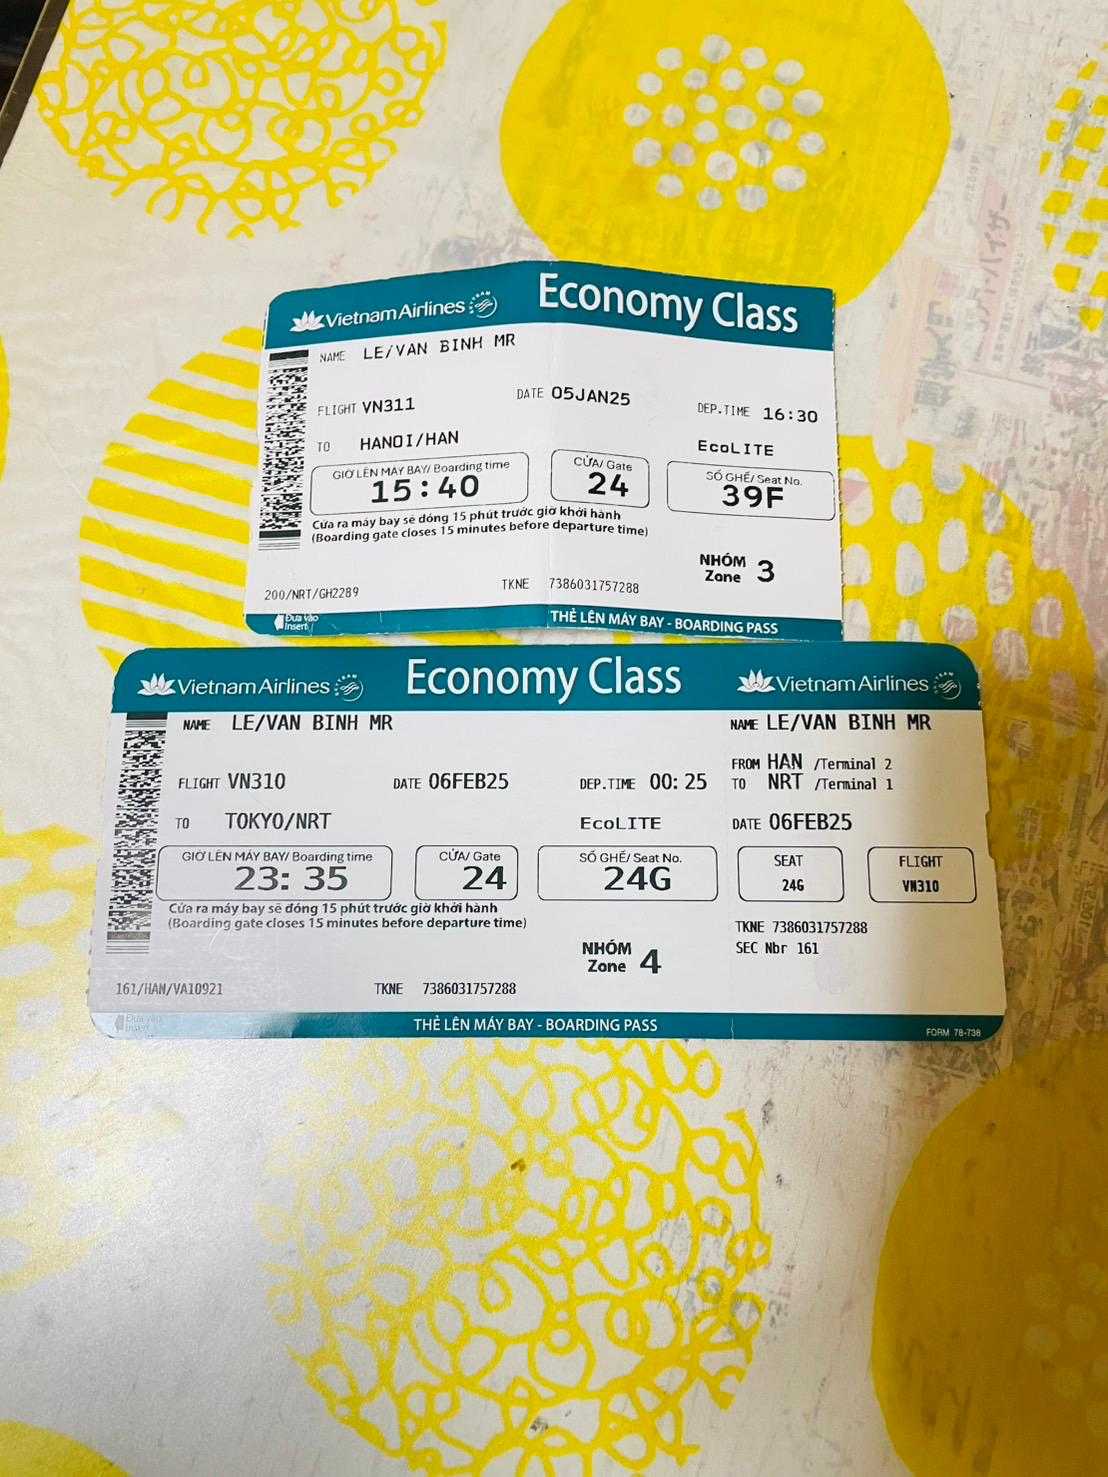 Vietnam Airlines Economy Class
NAME LE/VAN BINH MR
FLIGHT VN311 DATE 05JAN25 DEP.TIME 16:30
TO HANOI/HAN EcoLITE
GIỜ LÊN MÁY BAY/ Boarding time CỬA/ Gate SỐ GHẾ/ Seat No.
15:40 24 39F
Cửa ra máy bay sẽ đóng 15 phút trước giờ khởi hành
(Boarding gate closes 15 minutes before departure time)
NHÓM
Zone 3
200/NRT/GH2289 TKNE 7386031757288
Đưa vào
Insert
THẺ LÊN MÁY BAY - BOARDING PASS
Vietnam Airlines Economy Class Vietnam Airlines
NAME LE/VAN BINH MR NAME LE/VAN BINH MR
FROM HAN /Terminal 2
FLIGHT VN310 DATE 06FEB25 DEP.TIME 00:25 TO NRT /Terminal 1
TO TOKYO/NRT EcoLITE DATE 06FEB25
GIỜ LÊN MÁY BAY/ Boarding time CỬA/ Gate SỐ GHẾ/ Seat No. SEAT FLIGHT
23:35 24 24G 24G VN310
Cửa ra máy bay sẽ đóng 15 phút trước giờ khởi hành
(Boarding gate closes 15 minutes before departure time)
TKNE 7386031757288
SEC Nbr 161
NHÓM
Zone 4
161/HAN/VA10921 TKNE 7386031757288
Đưa vào
Insert
THẺ LÊN MÁY BAY - BOARDING PASS FORM 78-738